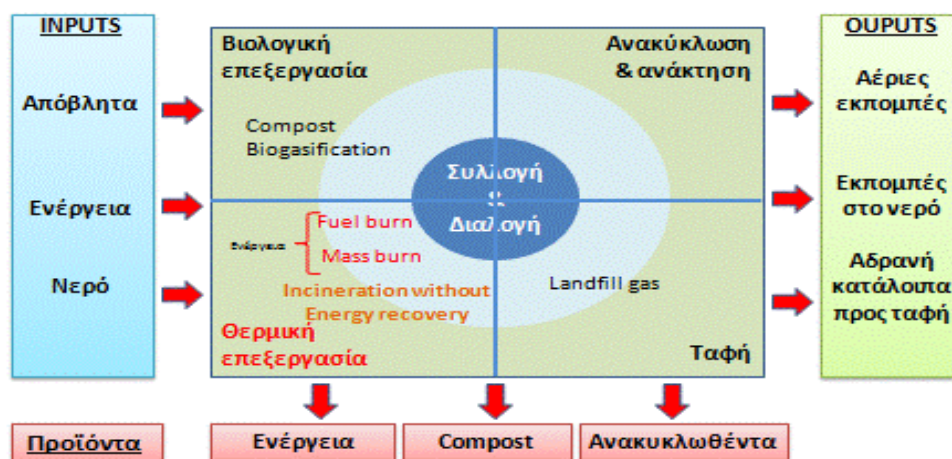 INPUTS
Απόβλητα
Ενέργεια
Νερό
Βιολογική
επεξεργασία
Compost
Biogasification
Ανακύκλωση
& ανάκτηση
Συλλογή
&
Διαλογή
Ενέργεια
Fuel burn
Mass burn
Incineration without
Energy recovery
Θερμική
επεξεργασία
Landfill gas
Ταφή
OUPUTS
Αέριες
εκπομπές
Εκπομπές
στο νερό
Αδρανή
κατάλοιπα
προς ταφή
Προϊόντα
Ενέργεια
Compost
Ανακυκλωθέντα